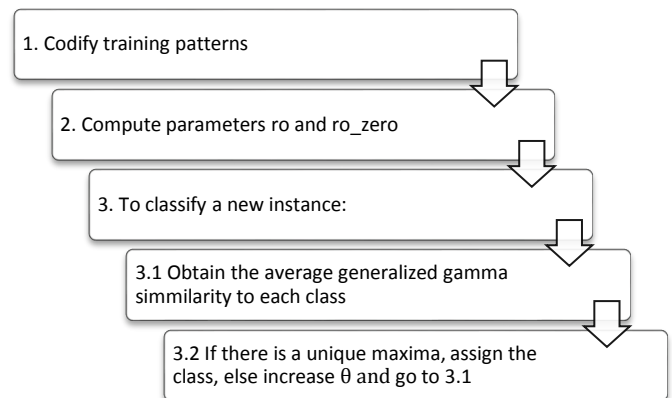 1. Codify training patterns
2. Compute parameters ro and ro_zero
3. To classify a new instance:
3.1 Obtain the average generalized gamma
simmilarity to each class
3.2 If there is a unique maxima, assign the
class, else increase θ and go to 3.1